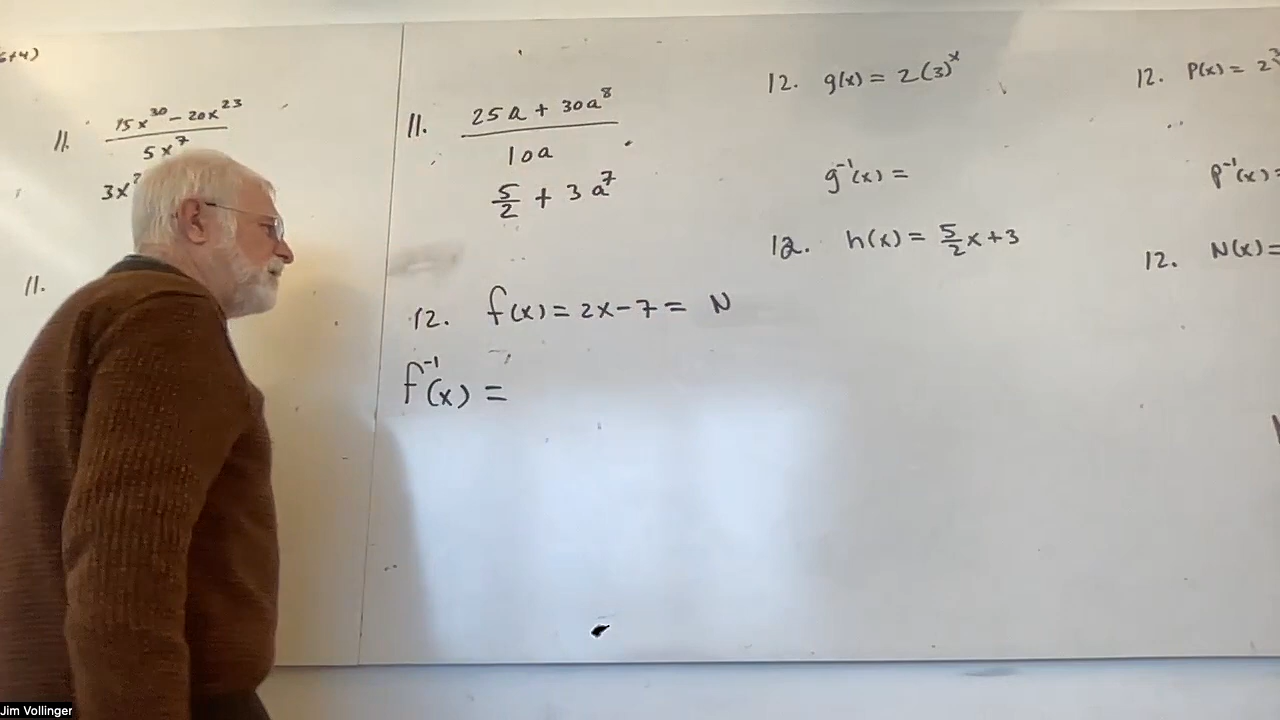 11. 15x^30 - 20x^23
5x^7
3x
11.
11. 25a + 30a^8
10a
5/2 + 3a^7
12. f(x) = 2x - 7 = N
f^-1(x) =
12. g(x) = 2(3)^x
g^-1(x) =
12. h(x) = 5/2 x + 3
12. P(x) = 2
P^-1(x) =
12. N(x) =
Jim Vollinger